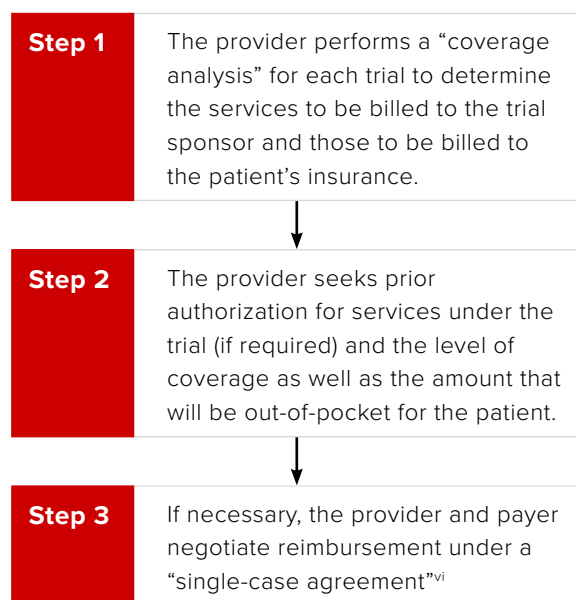 Step 1
The provider performs a “coverage
analysis” for each trial to determine
the services to be billed to the trial
sponsor and those to be billed to
the patient’s insurance.
Step 2
The provider seeks prior
authorization for services under the
trial (if required) and the level of
coverage as well as the amount that
will be out-of-pocket for the patient.
Step 3
If necessary, the provider and payer
negotiate reimbursement under a
“single-case agreement”vi